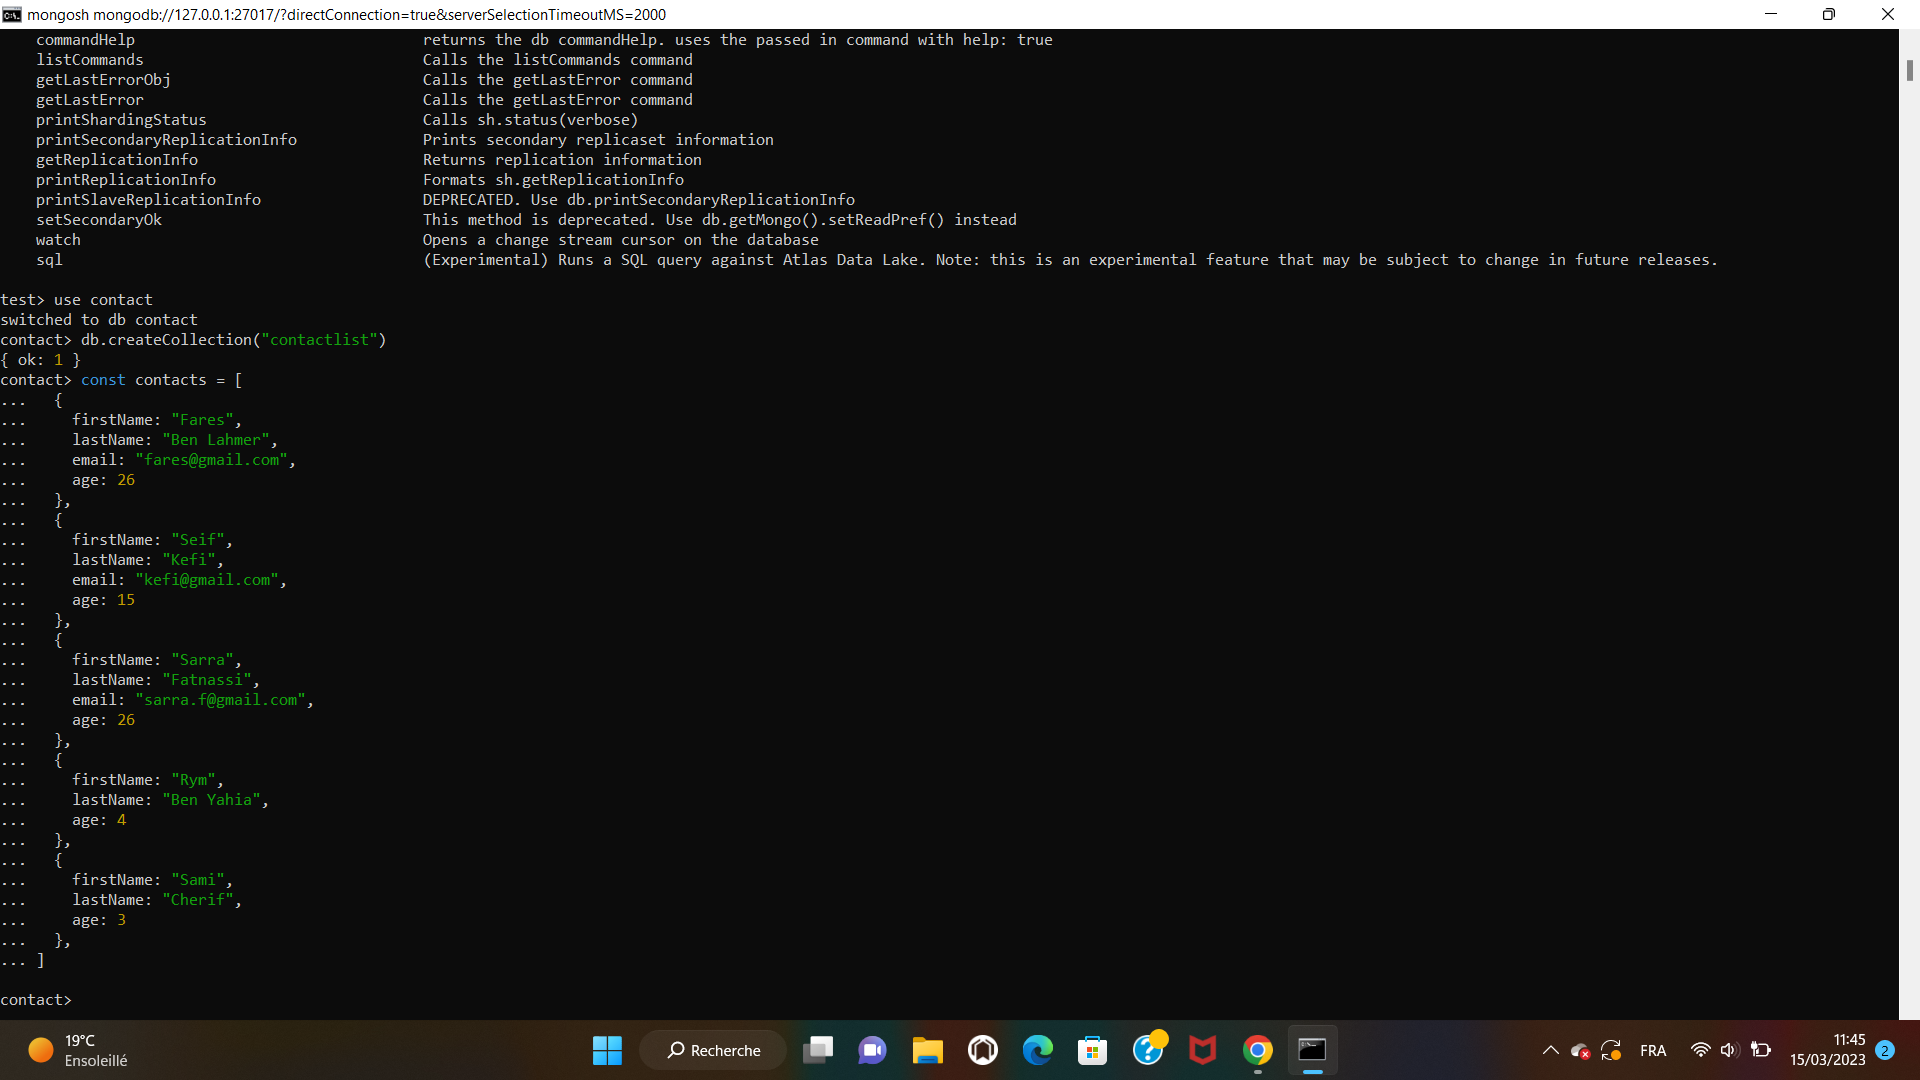 mongosh mongodb://127.0.0.1:27017/?directConnection=true&serverSelectionTimeoutMS=2000
commandHelp returns the db commandHelp. uses the passed in command with help: true
listCommands Calls the listCommands command
getLastErrorObj Calls the getLastError command
getLastError Calls the getLastError command
printShardingStatus Calls sh.status(verbose)
printSecondaryReplicationInfo Prints secondary replicaset information
getReplicationInfo Returns replication information
printReplicationInfo Formats sh.getReplicationInfo
printSlaveReplicationInfo DEPRECATED. Use db.printSecondaryReplicationInfo
setSecondaryOk This method is deprecated. Use db.getMongo().setReadPref() instead
watch Opens a change stream cursor on the database
sql (Experimental) Runs a SQL query against Atlas Data Lake. Note: this is an experimental feature that may be subject to change in future releases.
test> use contact
switched to db contact
contact> db.createCollection("contactlist")
{ ok: 1 }
contact> const contacts = [
... {
... firstName: "Fares",
... lastName: "Ben Lahmer",
... email: "fares@gmail.com",
... age: 26
... },
... {
... firstName: "Seif",
... lastName: "Kefi",
... email: "kefi@gmail.com",
... age: 15
... },
... {
... firstName: "Sarra",
... lastName: "Fatnassi",
... email: "sarra.f@gmail.com",
... age: 26
... },
... {
... firstName: "Rym",
... lastName: "Ben Yahia",
... age: 4
... },
... {
... firstName: "Sami",
... lastName: "Cherif",
... age: 3
... },
... ]
contact>
19°C
Ensoleillé
Recherche
FRA
11:45
15/03/2023
2